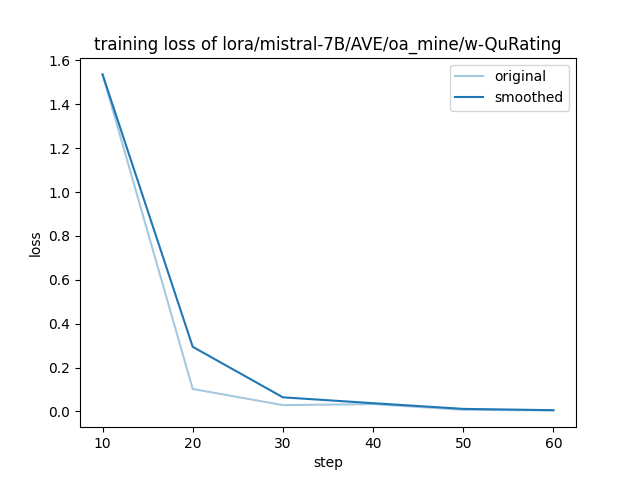 training loss of lora/mistral-7B/AVE/oa_mine/w-QuRating
original
smoothed
1.6
1.4
1.2
1.0
0.8
0.6
0.4
0.2
0.0
loss
10 20 30 40 50 60
step